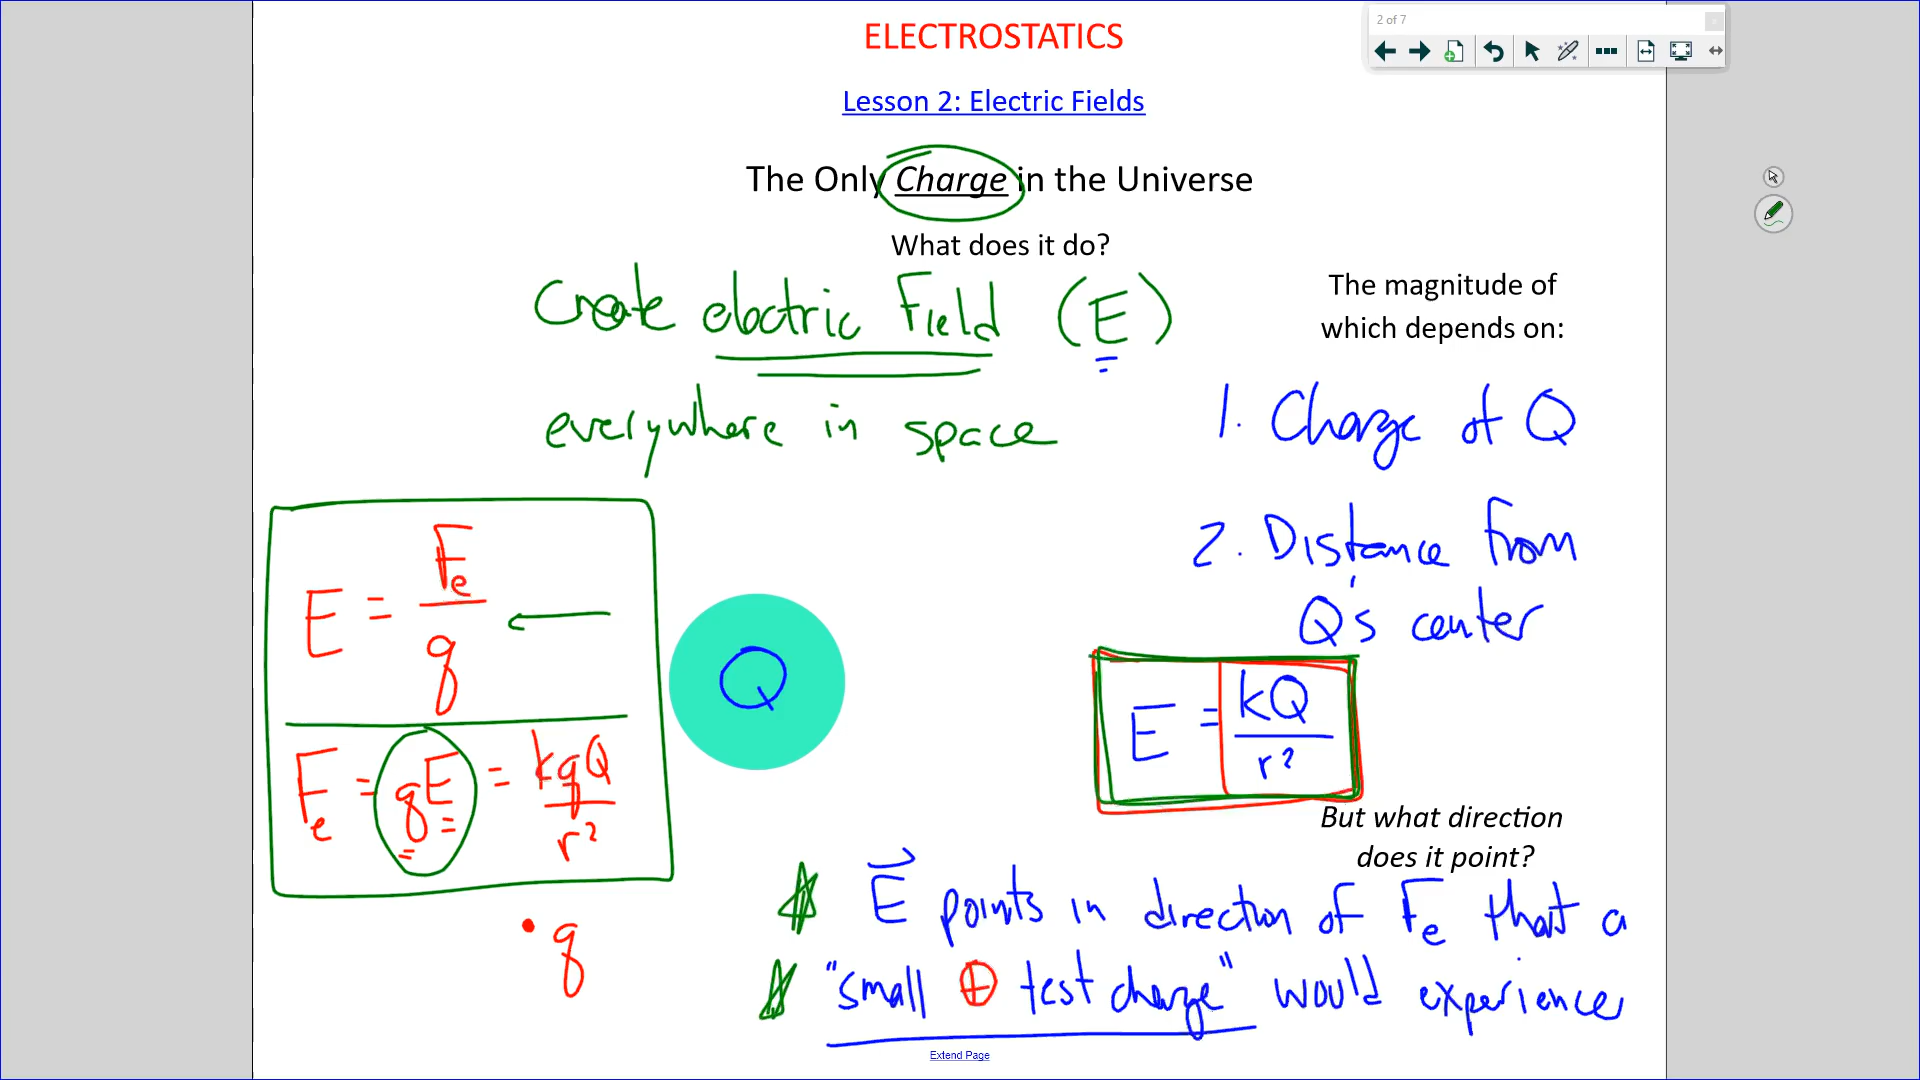 2 of 7
ELECTROSTATICS
Lesson 2: Electric Fields
The Only Charge in the Universe
What does it do?
Create electric Field (E)
everywhere in space
The magnitude of
which depends on:
1. Charge of Q
2. Distance from
Q's center
E = Fe / q
Fe = qE = kqQ / r²
Q
E = kQ / r²
But what direction
does it point?
E points in direction of Fe that a
"small + test charge" would experience
q
Extend Page